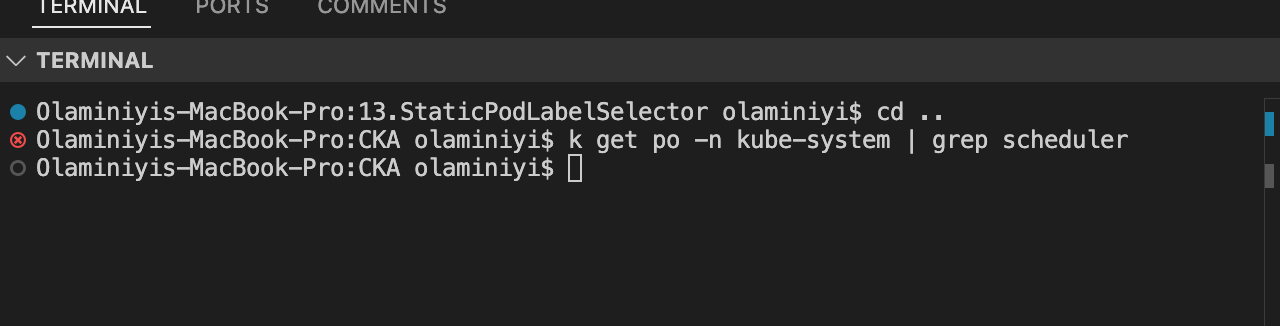 TERMINAL PORTS COMMENTS
TERMINAL
Olaminiyis-MacBook-Pro:13.StaticPodLabelSelector olaminiyi$ cd ..
Olaminiyis-MacBook-Pro:CKA olaminiyi$ k get po -n kube-system | grep scheduler
Olaminiyis-MacBook-Pro:CKA olaminiyi$